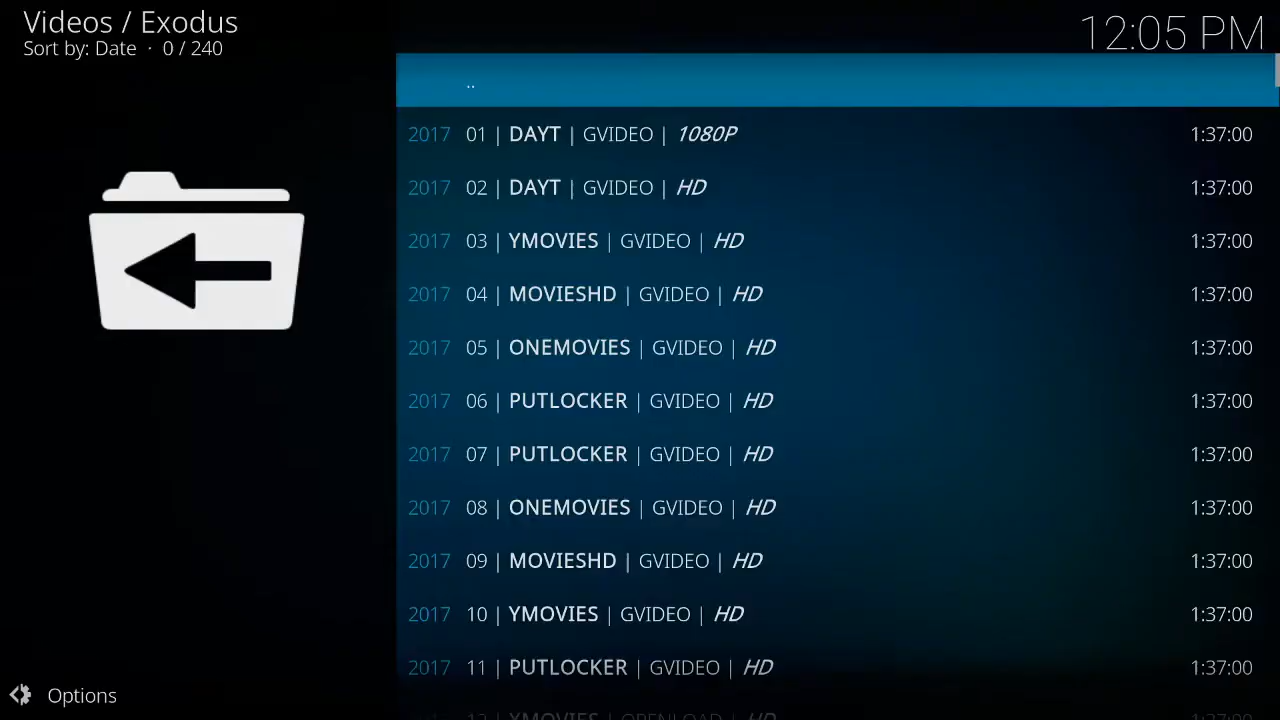 Videos / Exodus
Sort by: Date · 0 / 240
12:05 PM
..
2017 01 | DAYT | GVIDEO | 1080P 1:37:00
2017 02 | DAYT | GVIDEO | HD 1:37:00
2017 03 | YMOVIES | GVIDEO | HD 1:37:00
2017 04 | MOVIESHD | GVIDEO | HD 1:37:00
2017 05 | ONEMOVIES | GVIDEO | HD 1:37:00
2017 06 | PUTLOCKER | GVIDEO | HD 1:37:00
2017 07 | PUTLOCKER | GVIDEO | HD 1:37:00
2017 08 | ONEMOVIES | GVIDEO | HD 1:37:00
2017 09 | MOVIESHD | GVIDEO | HD 1:37:00
2017 10 | YMOVIES | GVIDEO | HD 1:37:00
2017 11 | PUTLOCKER | GVIDEO | HD 1:37:00
Options